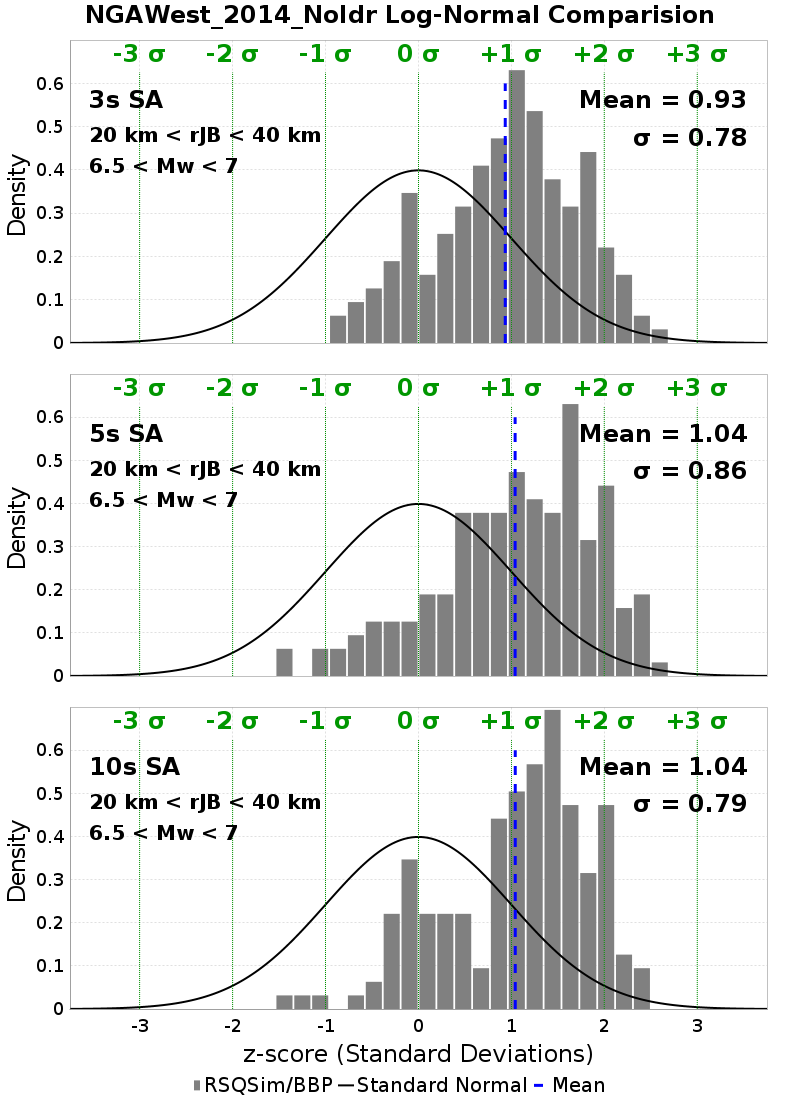 NGAWest_2014_NoIdr Log-Normal Comparision
-3 σ -2 σ -1 σ 0 σ +1 σ +2 σ +3 σ
3s SA
Mean = 0.93
20 km < rJB < 40 km
σ = 0.78
6.5 < Mw < 7
Density
0.6
0.5
0.4
0.3
0.2
0.1
0
-3 σ -2 σ -1 σ 0 σ +1 σ +2 σ +3 σ
5s SA
Mean = 1.04
20 km < rJB < 40 km
σ = 0.86
6.5 < Mw < 7
Density
0.6
0.5
0.4
0.3
0.2
0.1
0
-3 σ -2 σ -1 σ 0 σ +1 σ +2 σ +3 σ
10s SA
Mean = 1.04
20 km < rJB < 40 km
σ = 0.79
6.5 < Mw < 7
Density
0.6
0.5
0.4
0.3
0.2
0.1
0
-3 -2 -1 0 1 2 3
z-score (Standard Deviations)
RSQSim/BBP Standard Normal Mean